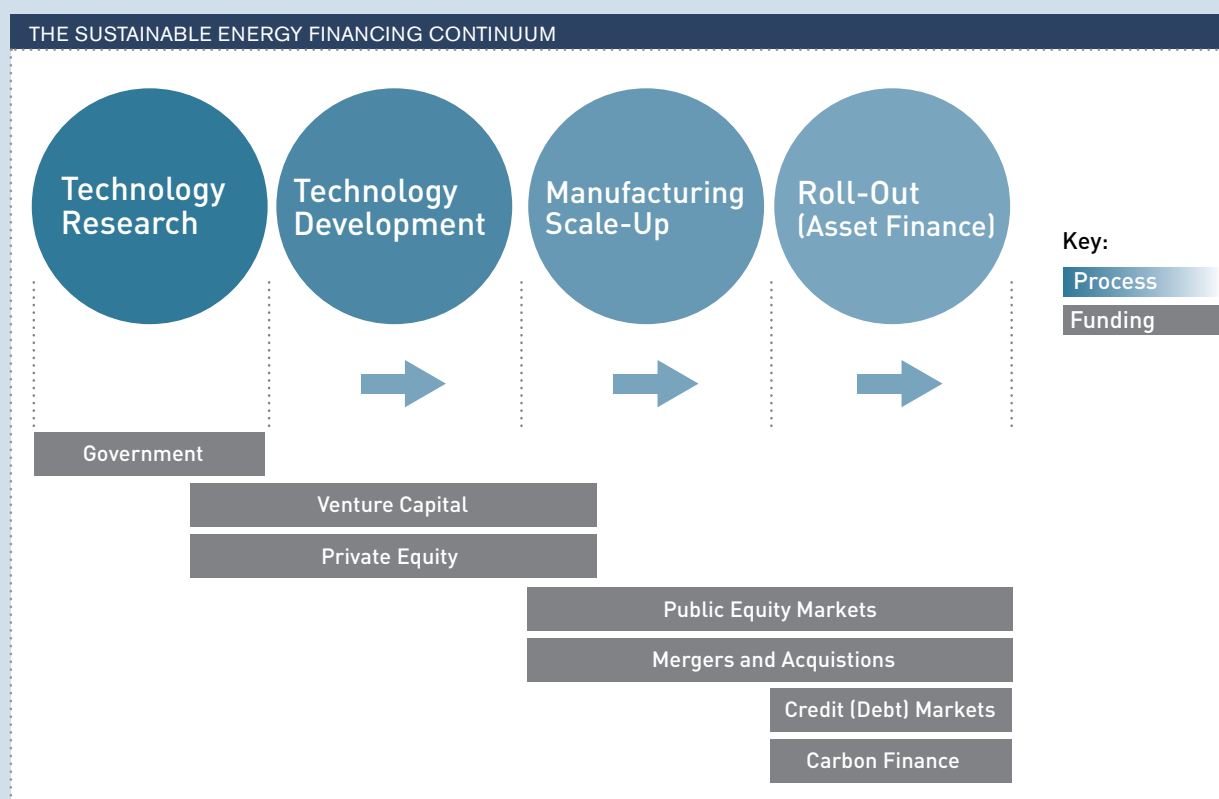 THE SUSTAINABLE ENERGY FINANCING CONTINUUM
Technology
Research
Technology
Development
Manufacturing
Scale-Up
Roll-Out
(Asset Finance)
Key:
Process
Funding
Government
Venture Capital
Private Equity
Public Equity Markets
Mergers and Acquistions
Credit (Debt) Markets
Carbon Finance